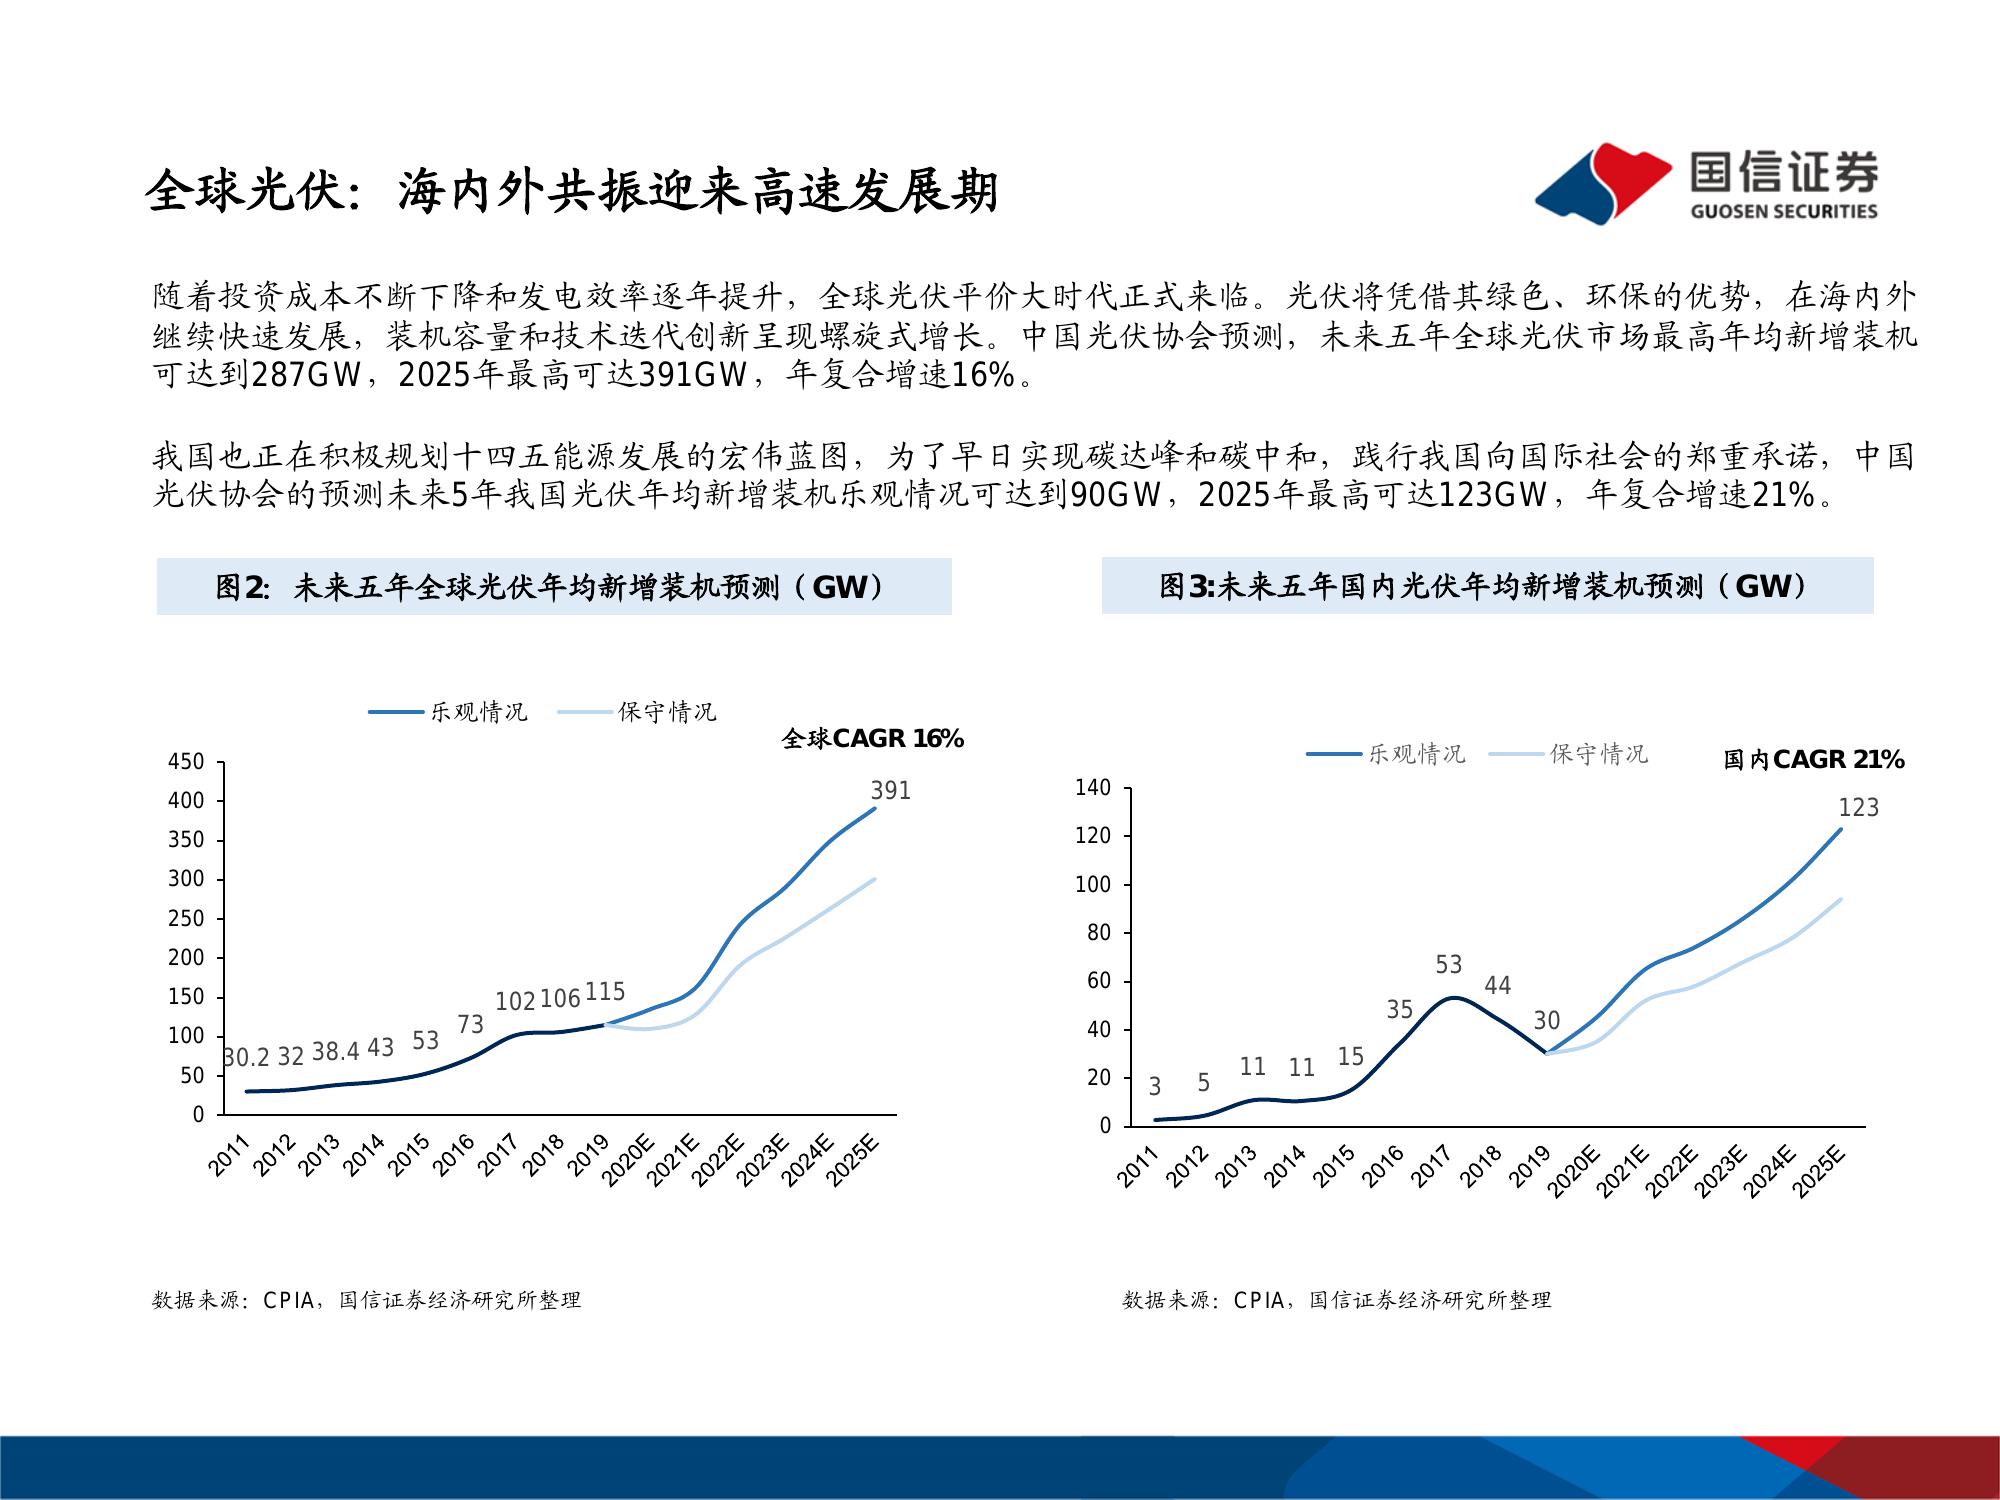 全球光伏：海内外共振迎来高速发展期
国信证券
GUOSEN SECURITIES
随着投资成本不断下降和发电效率逐年提升，全球光伏平价大时代正式来临。光伏将凭借其绿色、环保的优势，在海内外
继续快速发展，装机容量和技术迭代创新呈现螺旋式增长。中国光伏协会预测，未来五年全球光伏市场最高年均新增装机
可达到287GW，2025年最高可达391GW，年复合增速16%。
我国也正在积极规划十四五能源发展的宏伟蓝图，为了早日实现碳达峰和碳中和，践行我国向国际社会的郑重承诺，中国
光伏协会的预测未来5年我国光伏年均新增装机乐观情况可达到90GW，2025年最高可达123GW，年复合增速21%。
图2：未来五年全球光伏年均新增装机预测（GW）
乐观情况 保守情况
全球CAGR 16%
450
400
350
300
250
200
150
100
50
0
30.2 32 38.4 43 53 73 102 106 115 391
2011 2012 2013 2014 2015 2016 2017 2018 2019 2020E 2021E 2022E 2023E 2024E 2025E
数据来源：CPIA，国信证券经济研究所整理
图3:未来五年国内光伏年均新增装机预测（GW）
乐观情况 保守情况
国内CAGR 21%
140
120
100
80
60
40
20
0
3 5 11 11 15 35 53 44 30 123
2011 2012 2013 2014 2015 2016 2017 2018 2019 2020E 2021E 2022E 2023E 2024E 2025E
数据来源：CPIA，国信证券经济研究所整理